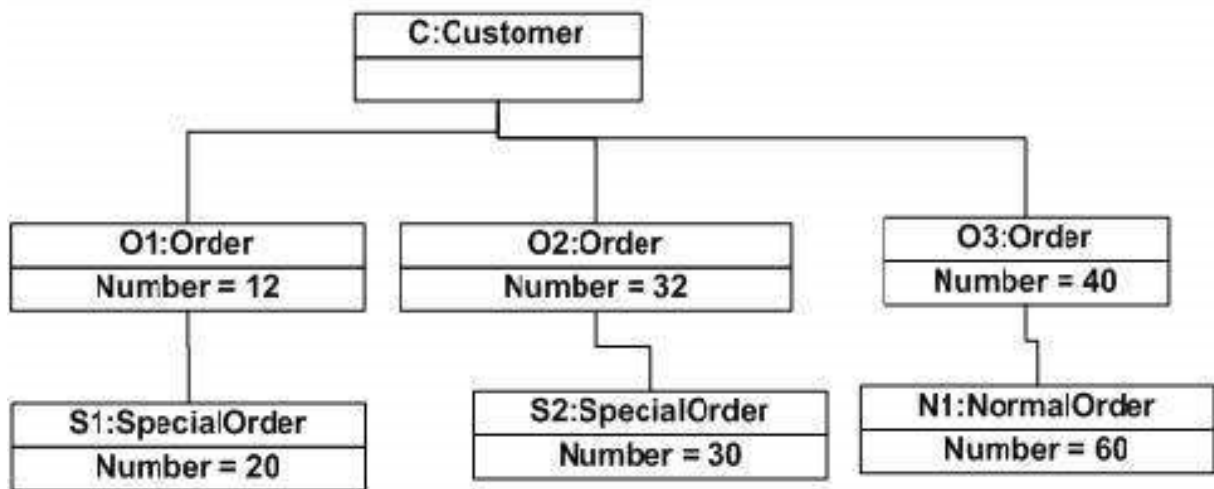 C:Customer
O1:Order
Number = 12
O2:Order
Number = 32
O3:Order
Number = 40
S1:SpecialOrder
Number = 20
S2:SpecialOrder
Number = 30
N1:NormalOrder
Number = 60